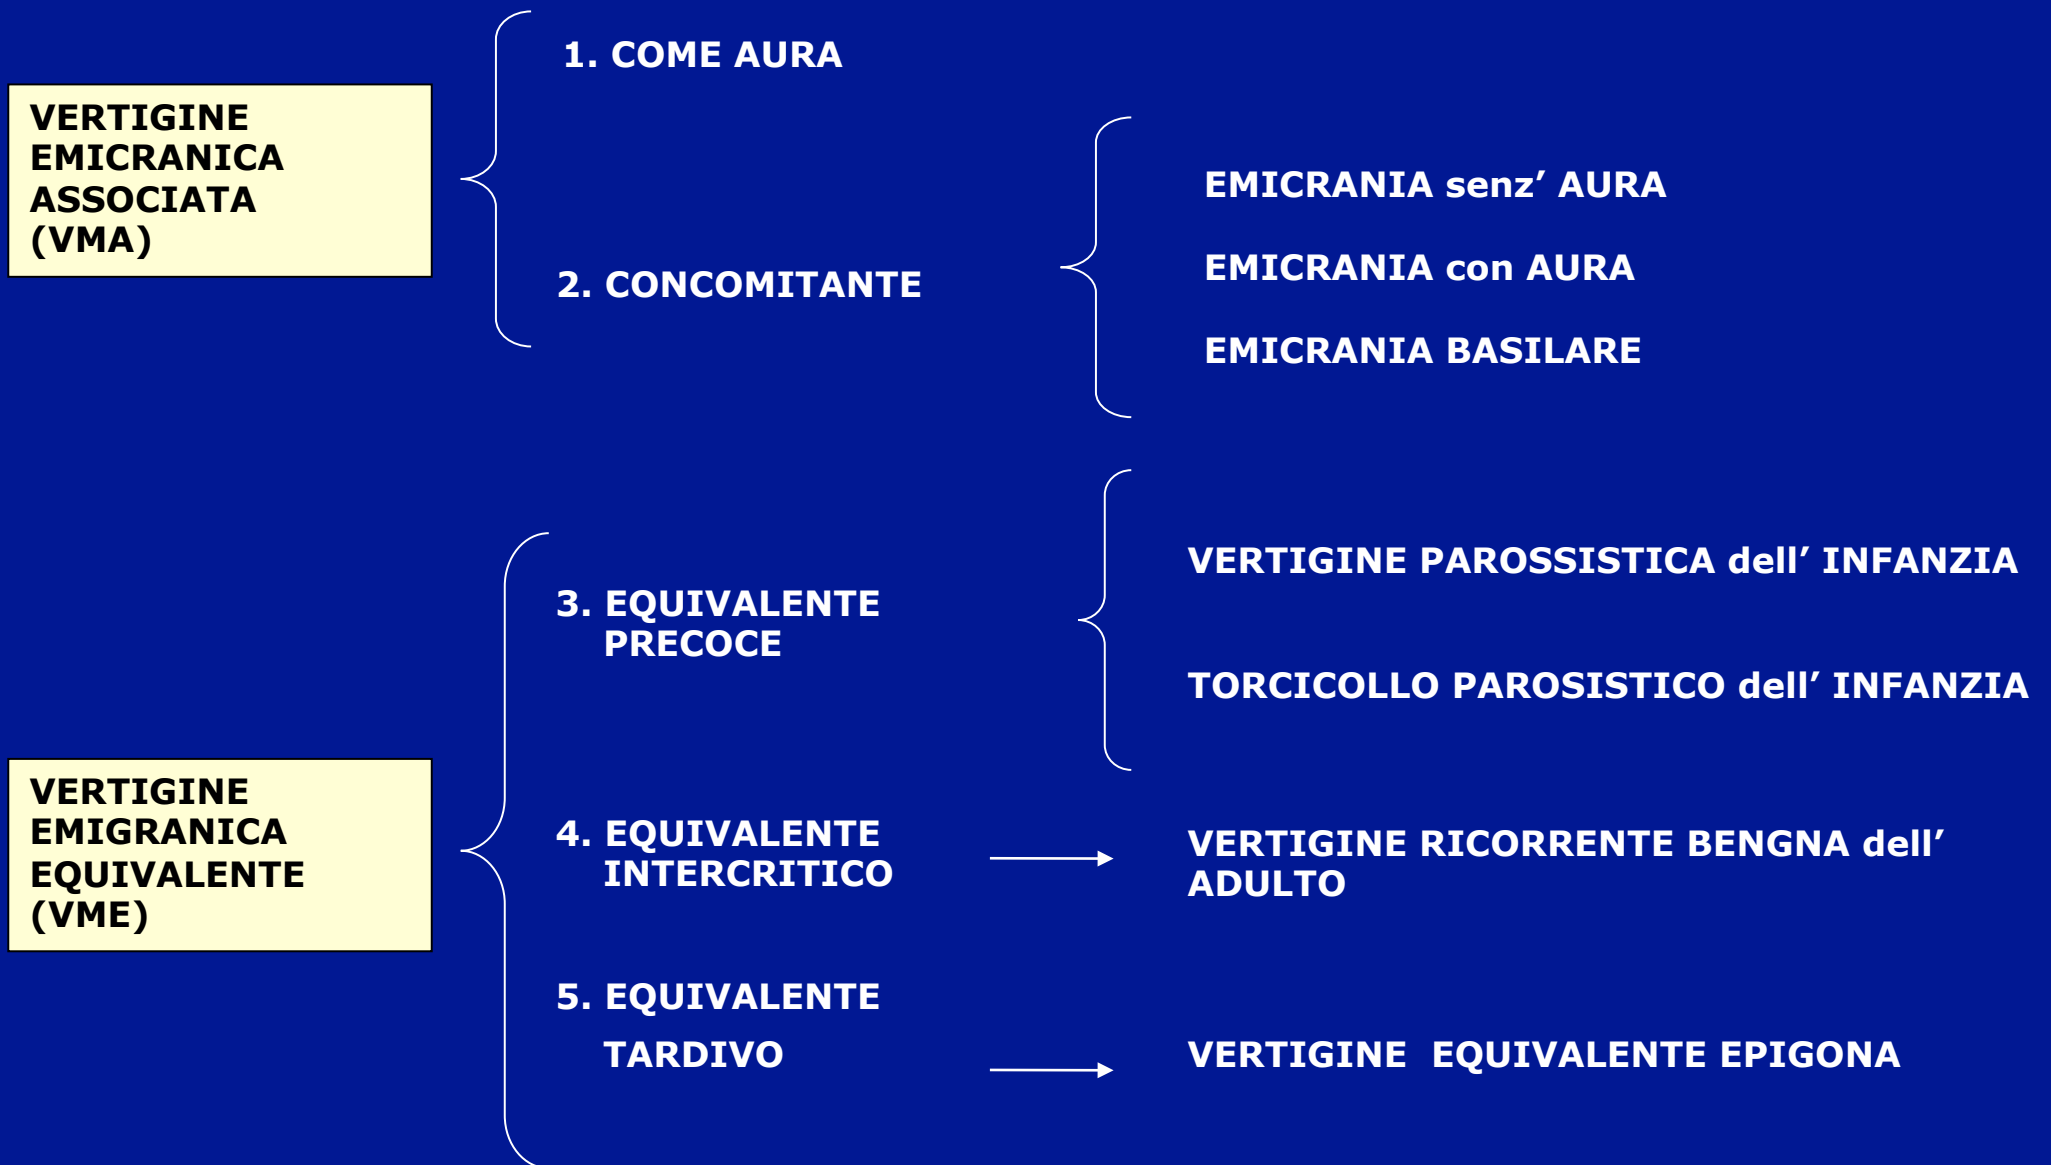 VERTIGINE
EMICRANICA
ASSOCIATA
(VMA)
1. COME AURA
2. CONCOMITANTE
EMICRANIA senz’ AURA
EMICRANIA con AURA
EMICRANIA BASILARE
VERTIGINE
EMIGRANICA
EQUIVALENTE
(VME)
3. EQUIVALENTE
PRECOCE
VERTIGINE PAROSSISTICA dell’ INFANZIA
TORCICOLLO PAROSISTICO dell’ INFANZIA
4. EQUIVALENTE
INTERCRITICO
VERTIGINE RICORRENTE BENGNA dell’
ADULTO
5. EQUIVALENTE
TARDIVO
VERTIGINE EQUIVALENTE EPIGONA